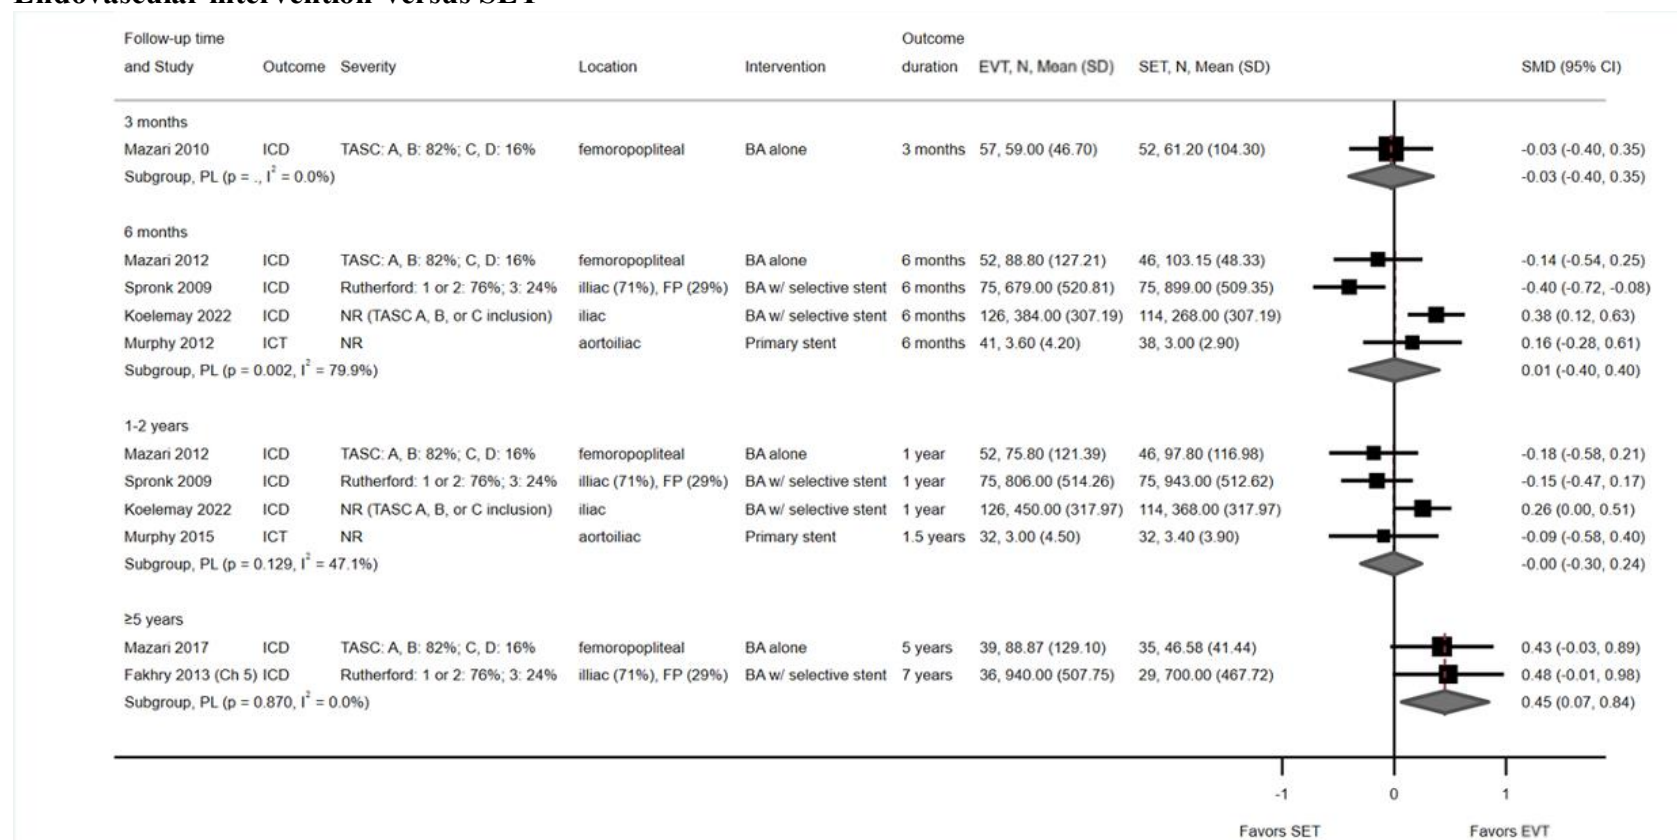 Endovascular intervention versus SET
Follow-up time Outcome
and Study Outcome Severity Location Intervention duration EVT, N, Mean (SD) SET, N, Mean (SD) SMD (95% CI)
3 months
Mazari 2010 ICD TASC: A, B: 82%; C, D: 16% femoropopliteal BA alone 3 months 57, 59.00 (46.70) 52, 61.20 (104.30) -0.03 (-0.40, 0.35)
Subgroup, PL (p = ., I² = 0.0%) -0.03 (-0.40, 0.35)
6 months
Mazari 2012 ICD TASC: A, B: 82%; C, D: 16% femoropopliteal BA alone 6 months 52, 88.80 (127.21) 46, 103.15 (48.33) -0.14 (-0.54, 0.25)
Spronk 2009 ICD Rutherford: 1 or 2: 76%; 3: 24% illiac (71%), FP (29%) BA w/ selective stent 6 months 75, 679.00 (520.81) 75, 899.00 (509.35) -0.40 (-0.72, -0.08)
Koelemay 2022 ICD NR (TASC A, B, or C inclusion) iliac BA w/ selective stent 6 months 126, 384.00 (307.19) 114, 268.00 (307.19) 0.38 (0.12, 0.63)
Murphy 2012 ICT NR aortoiliac Primary stent 6 months 41, 3.60 (4.20) 38, 3.00 (2.90) 0.16 (-0.28, 0.61)
Subgroup, PL (p = 0.002, I² = 79.9%) 0.01 (-0.40, 0.40)
1-2 years
Mazari 2012 ICD TASC: A, B: 82%; C, D: 16% femoropopliteal BA alone 1 year 52, 75.80 (121.39) 46, 97.80 (116.98) -0.18 (-0.58, 0.21)
Spronk 2009 ICD Rutherford: 1 or 2: 76%; 3: 24% illiac (71%), FP (29%) BA w/ selective stent 1 year 75, 806.00 (514.26) 75, 943.00 (512.62) -0.15 (-0.47, 0.17)
Koelemay 2022 ICD NR (TASC A, B, or C inclusion) iliac BA w/ selective stent 1 year 126, 450.00 (317.97) 114, 368.00 (317.97) 0.26 (0.00, 0.51)
Murphy 2015 ICT NR aortoiliac Primary stent 1.5 years 32, 3.00 (4.50) 32, 3.40 (3.90) -0.09 (-0.58, 0.40)
Subgroup, PL (p = 0.129, I² = 47.1%) -0.00 (-0.30, 0.24)
≥5 years
Mazari 2017 ICD TASC: A, B: 82%; C, D: 16% femoropopliteal BA alone 5 years 39, 88.87 (129.10) 35, 46.58 (41.44) 0.43 (-0.03, 0.89)
Fakhry 2013 (Ch 5) ICD Rutherford: 1 or 2: 76%; 3: 24% illiac (71%), FP (29%) BA w/ selective stent 7 years 36, 940.00 (507.75) 29, 700.00 (467.72) 0.48 (-0.01, 0.98)
Subgroup, PL (p = 0.870, I² = 0.0%) 0.45 (0.07, 0.84)
-1 0 1
Favors SET Favors EVT